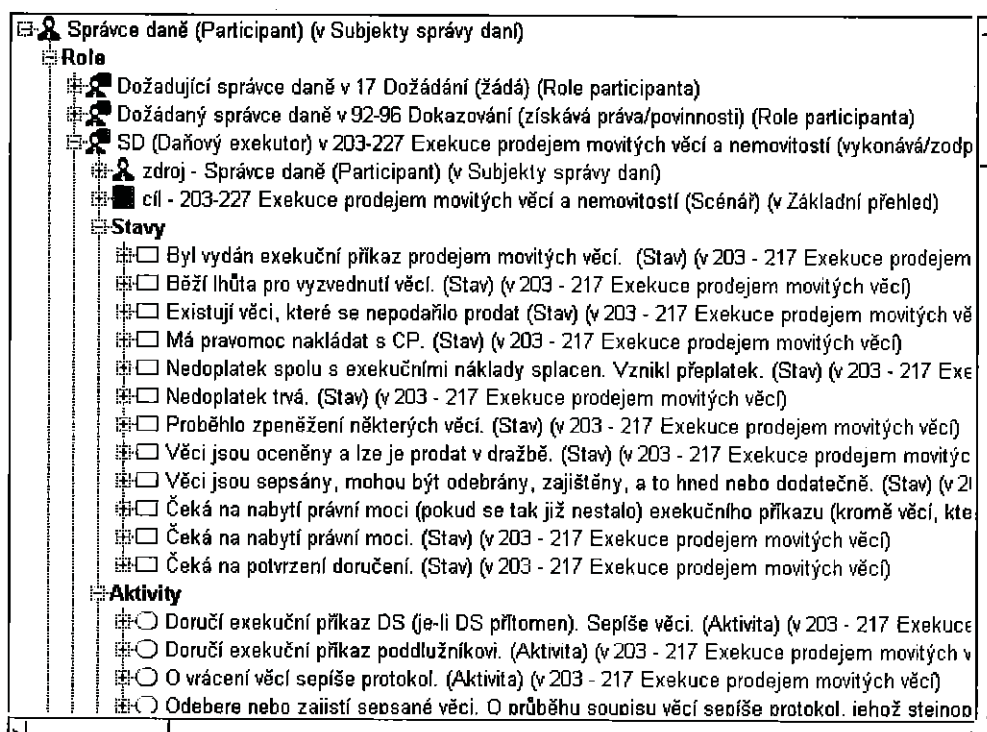 Správce daně (Participant) (v Subjekty správy daní)
Role
Dožadující správce daně v 17 Dožádání (žádá) (Role participanta)
Dožádaný správce daně v 92-96 Dokazování (získává práva/povinnosti) (Role participanta)
SD (Daňový exekutor) v 203-227 Exekuce prodejem movitých věcí a nemovitostí (vykonává/zodp
zdroj - Správce daně (Participant) (v Subjekty správy daní)
cíl - 203-227 Exekuce prodejem movitých věcí a nemovitostí (Scénář) (v Základní přehled)
Stavy
Byl vydán exekuční příkaz prodejem movitých věcí. (Stav) (v 203 - 217 Exekuce prodejem
Běží lhůta pro vyzvednutí věcí. (Stav) (v 203 - 217 Exekuce prodejem movitých věcí)
Existují věci, které se nepodařilo prodat (Stav) (v 203 - 217 Exekuce prodejem movitých vě
Má pravomoc nakládat s CP. (Stav) (v 203 - 217 Exekuce prodejem movitých věcí)
Nedoplatek spolu s exekučními náklady splacen. Vznikl přeplatek. (Stav) (v 203 - 217 Exe
Nedoplatek trvá. (Stav) (v 203 - 217 Exekuce prodejem movitých věcí)
Proběhlo zpeněžení některých věcí. (Stav) (v 203 - 217 Exekuce prodejem movitých věcí)
Věci jsou oceněny a lze je prodat v dražbě. (Stav) (v 203 - 217 Exekuce prodejem movitýc
Věci jsou sepsány, mohou být odebrány, zajištěny, a to hned nebo dodatečně. (Stav) (v 2
Čeká na nabytí právní moci (pokud se tak již nestalo) exekučního příkazu (kromě věcí, kte
Čeká na nabytí právní moci. (Stav) (v 203 - 217 Exekuce prodejem movitých věcí)
Čeká na potvrzení doručení. (Stav) (v 203 - 217 Exekuce prodejem movitých věcí)
Aktivity
Doručí exekuční příkaz DS (je-li DS přítomen). Sepíše věci. (Aktivita) (v 203 - 217 Exekuce
Doručí exekuční příkaz poddlužníkovi. (Aktivita) (v 203 - 217 Exekuce prodejem movitých v
O vrácení věcí sepíše protokol. (Aktivita) (v 203 - 217 Exekuce prodejem movitých věcí)
Odebere nebo zajistí sepsané věci. O průběhu soupisu věcí sepíše protokol, jehož stejnop